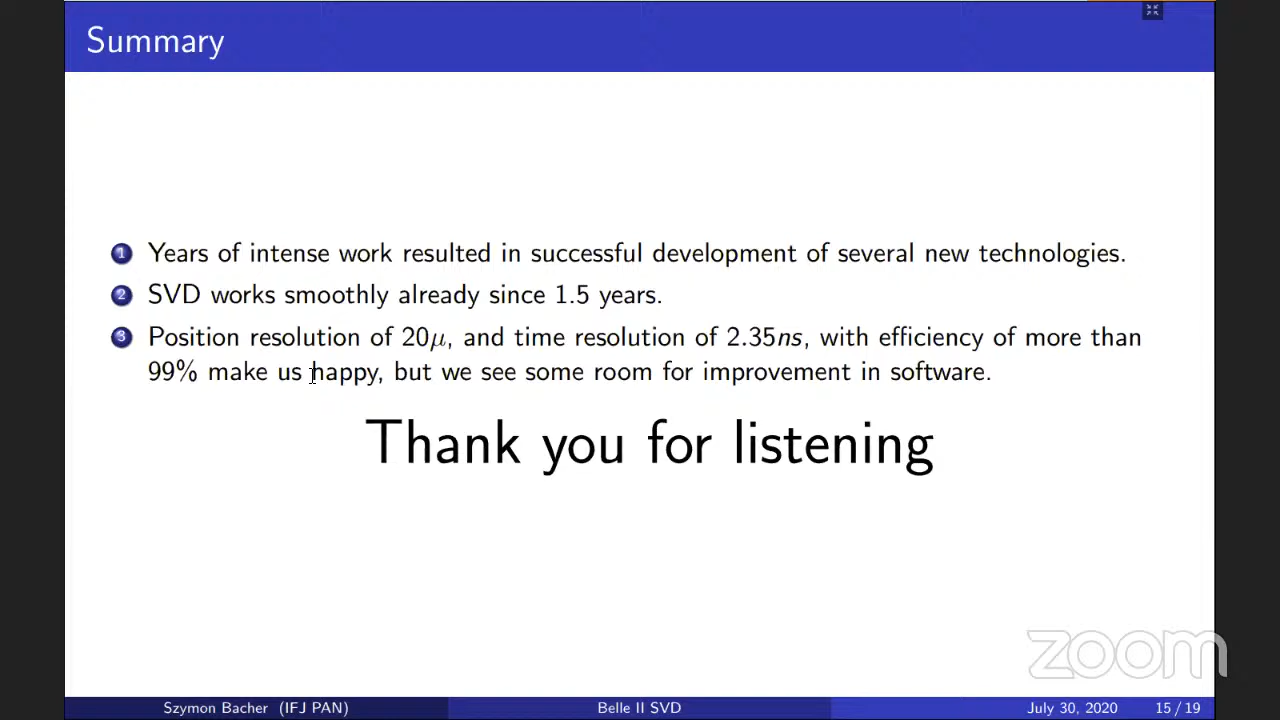 Summary
1 Years of intense work resulted in successful development of several new technologies.
2 SVD works smoothly already since 1.5 years.
3 Position resolution of 20μ, and time resolution of 2.35ns, with efficiency of more than
99% make us happy, but we see some room for improvement in software.
Thank you for listening
zoom
Szymon Bacher (IFJ PAN) Belle II SVD July 30, 2020 15 / 19